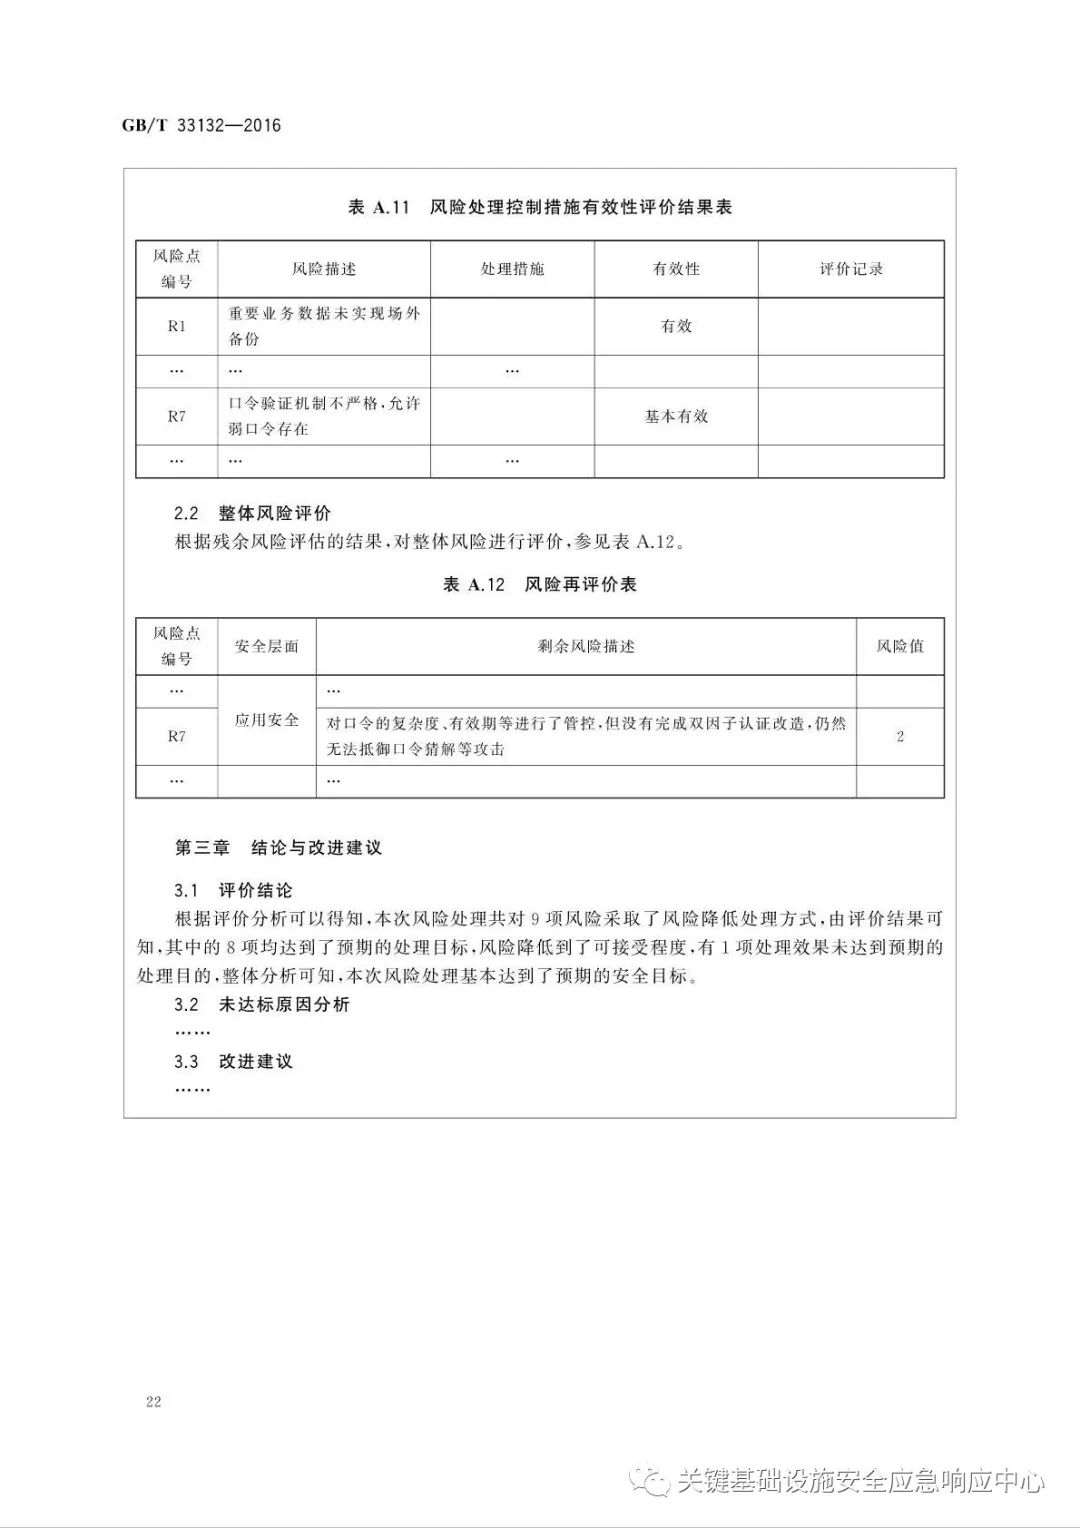 GB/T 33132—2016
表 A.11 风险处理控制措施有效性评价结果表
风险点
编号
风险描述
处理措施
有效性
评价记录
R1
重要业务数据未实现场外
备份
有效
…
…
…
R7
口令验证机制不严格,允许
弱口令存在
基本有效
…
…
…
2.2 整体风险评价
根据残余风险评估的结果,对整体风险进行评价,参见表 A.12。
表 A.12 风险再评价表
风险点
编号
安全层面
剩余风险描述
风险值
…
应用安全
…
R7
对口令的复杂度、有效期等进行了管控,但没有完成双因子认证改造,仍然
无法抵御口令猜解等攻击
2
…
…
第三章 结论与改进建议
3.1 评价结论
根据评价分析可以得知,本次风险处理共对 9 项风险采取了风险降低处理方式,由评价结果可
知,其中的 8 项均达到了预期的处理目标,风险降低到了可接受程度,有 1 项处理效果未达到预期的
处理目的,整体分析可知,本次风险处理基本达到了预期的安全目标。
3.2 未达标原因分析
……
3.3 改进建议
……
22
关键基础设施安全应急响应中心